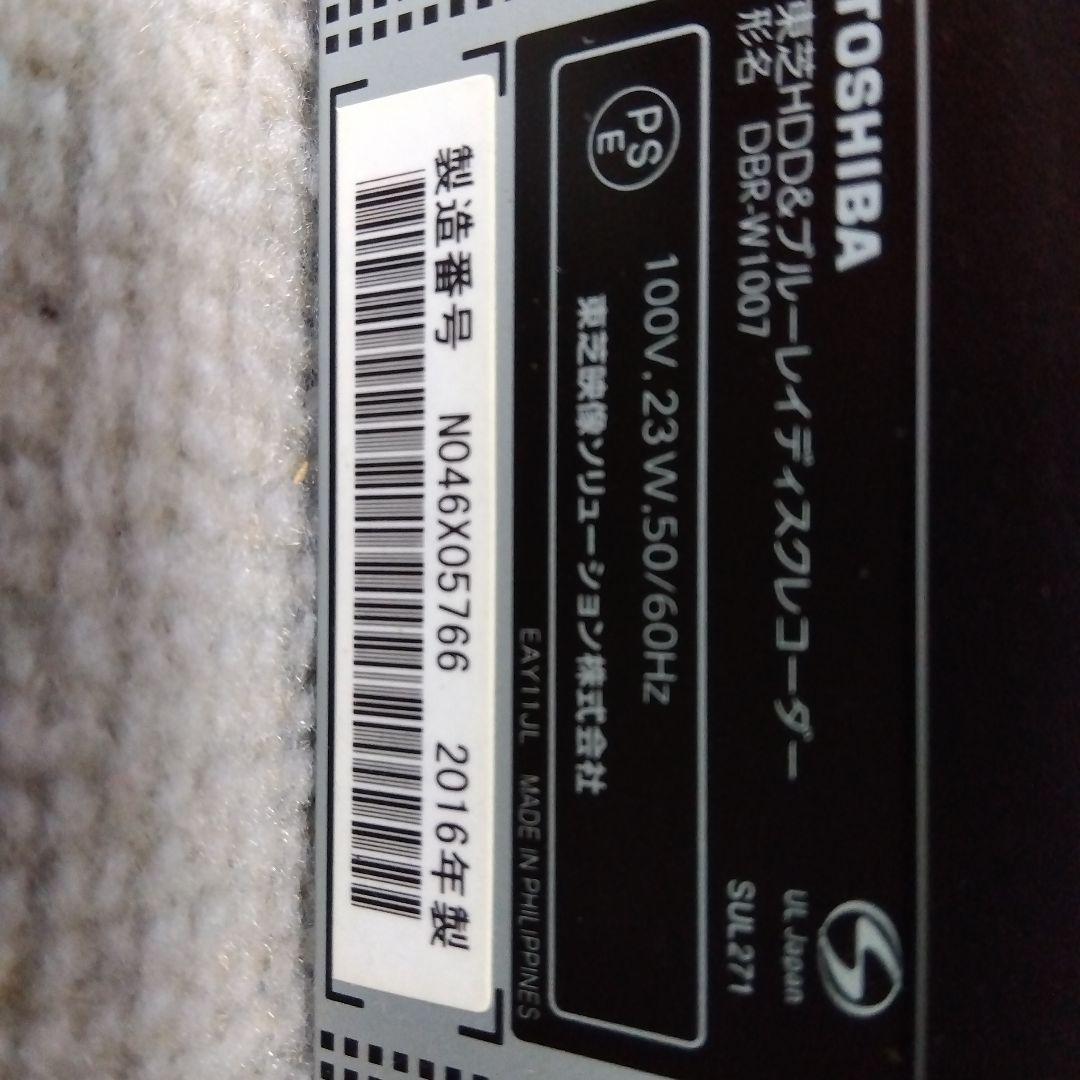 TOSHIBA
東芝HDD&ブルーレイディスクレコーダー
形名 DBR-W1007
UL Japan
SUL271
PS
E
100V,23W,50/60Hz
東芝映像ソリューション株式会社
EAY11JL MADE IN PHILIPPINES
製造番号 N046X05766 2016年製